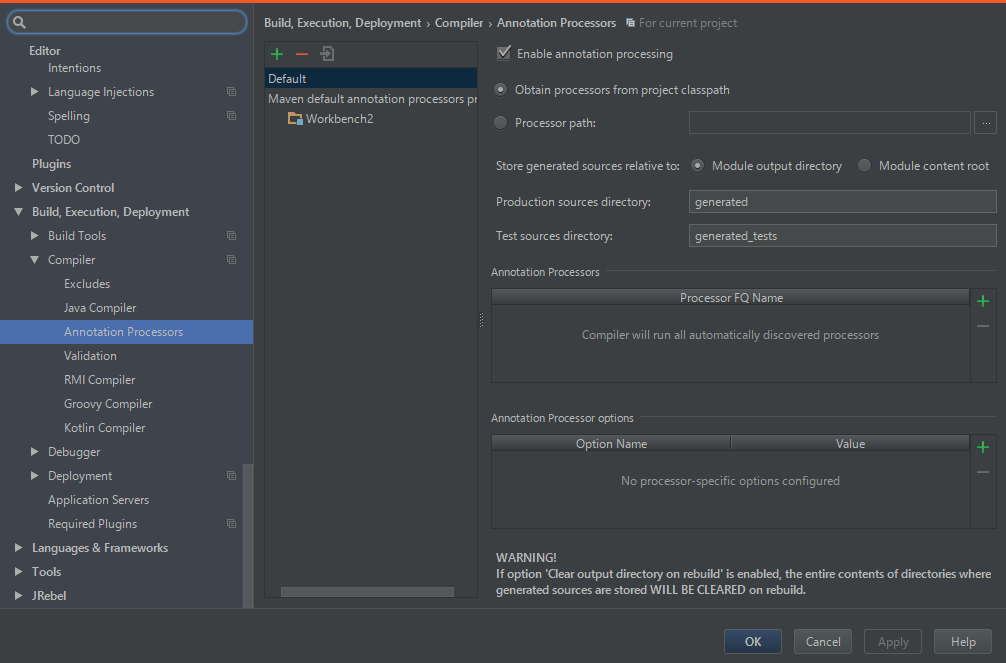 Editor
Intentions
Language Injections
Spelling
TODO
Plugins
Version Control
Build, Execution, Deployment
Build Tools
Compiler
Excludes
Java Compiler
Annotation Processors
Validation
RMI Compiler
Groovy Compiler
Kotlin Compiler
Debugger
Deployment
Application Servers
Required Plugins
Languages & Frameworks
Tools
JRebel
Build, Execution, Deployment › Compiler › Annotation Processors For current project
Default
Maven default annotation processors pr
Workbench2
Enable annotation processing
Obtain processors from project classpath
Processor path:
...
Store generated sources relative to: Module output directory Module content root
Production sources directory: generated
Test sources directory: generated_tests
Annotation Processors
Processor FQ Name
Compiler will run all automatically discovered processors
Annotation Processor options
Option Name Value
No processor-specific options configured
WARNING!
If option 'Clear output directory on rebuild' is enabled, the entire contents of directories where
generated sources are stored WILL BE CLEARED on rebuild.
OK Cancel Apply Help